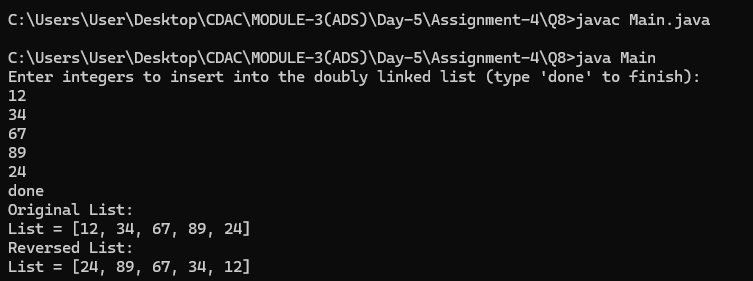 C:\Users\User\Desktop\CDAC\MODULE-3(ADS)\Day-5\Assignment-4\Q8>javac Main.java
C:\Users\User\Desktop\CDAC\MODULE-3(ADS)\Day-5\Assignment-4\Q8>java Main
Enter integers to insert into the doubly linked list (type 'done' to finish):
12
34
67
89
24
done
Original List:
List = [12, 34, 67, 89, 24]
Reversed List:
List = [24, 89, 67, 34, 12]